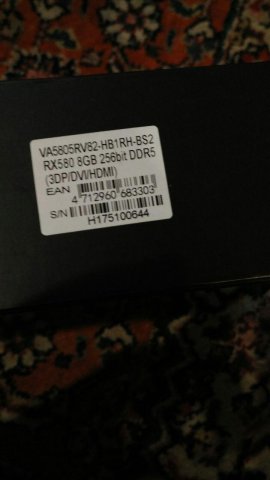 VA5805RV82-HB1RH-BS2
RX580 8GB 256bit DDR5
(3DP/DVI/HDMI)
EAN
4 712960 683303
S/N
H175100644